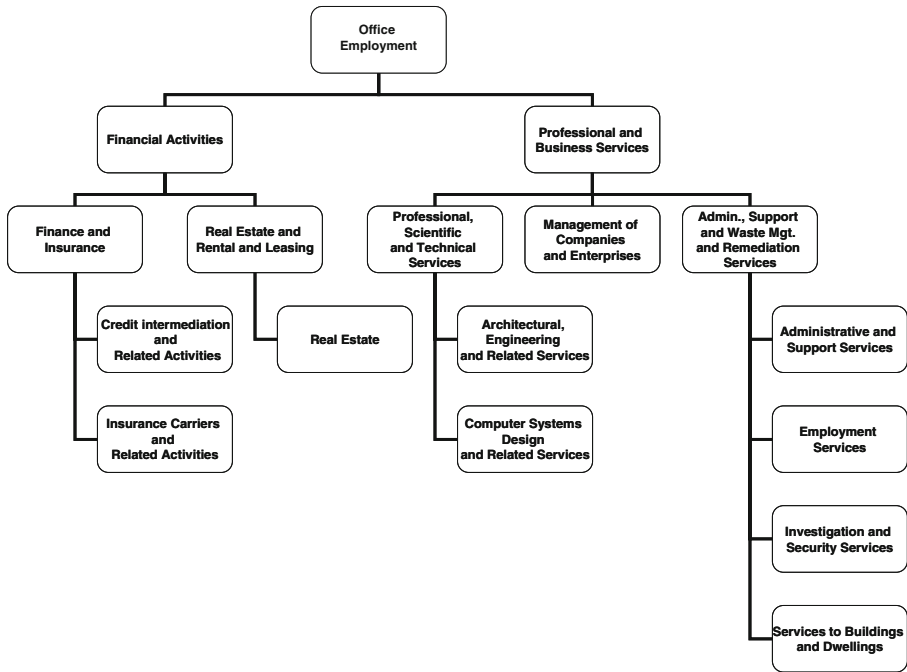 Office
Employment
Financial Activities
Professional and
Business Services
Finance and
Insurance
Real Estate and
Rental and Leasing
Professional,
Scientific
and Technical
Services
Management of
Companies
and Enterprises
Admin., Support
and Waste Mgt.
and Remediation
Services
Credit intermediation
and
Related Activities
Real Estate
Architectural,
Engineering
and Related Services
Administrative and
Support Services
Insurance Carriers
and
Related Activities
Computer Systems
Design
and Related Services
Employment
Services
Investigation and
Security Services
Services to Buildings
and Dwellings